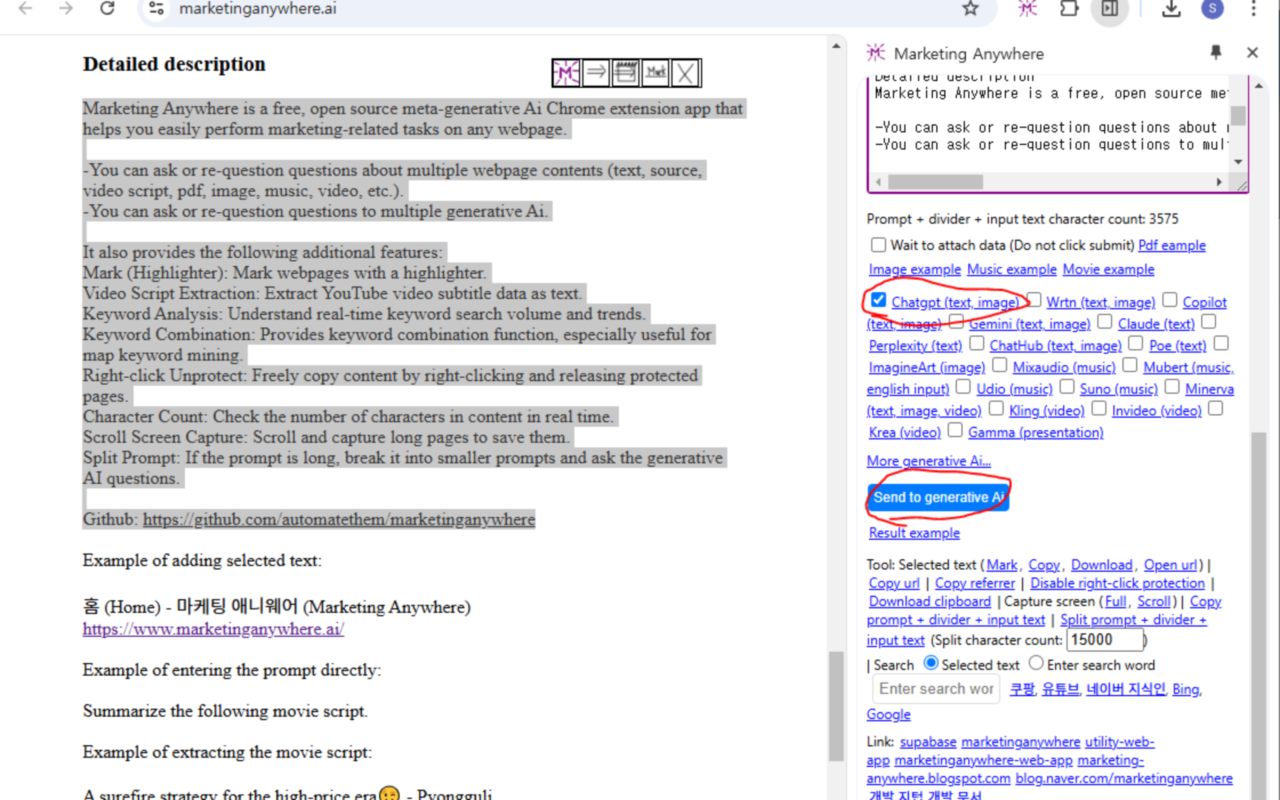 marketinganywhere.ai
S
Detailed description
Marketing Anywhere is a free, open source meta-generative Ai Chrome extension app that
helps you easily perform marketing-related tasks on any webpage.
-You can ask or re-question questions about multiple webpage contents (text, source,
video script, pdf, image, music, video, etc.).
-You can ask or re-question questions to multiple generative Ai.
It also provides the following additional features:
Mark (Highlighter): Mark webpages with a highlighter.
Video Script Extraction: Extract YouTube video subtitle data as text.
Keyword Analysis: Understand real-time keyword search volume and trends.
Keyword Combination: Provides keyword combination function, especially useful for
map keyword mining.
Right-click Unprotect: Freely copy content by right-clicking and releasing protected
pages.
Character Count: Check the number of characters in content in real time.
Scroll Screen Capture: Scroll and capture long pages to save them.
Split Prompt: If the prompt is long, break it into smaller prompts and ask the generative
AI questions.
Github: https://github.com/automatethem/marketinganywhere
Example of adding selected text:
홈 (Home) - 마케팅 애니웨어 (Marketing Anywhere)
https://www.marketinganywhere.ai/
Example of entering the prompt directly:
Summarize the following movie script.
Example of extracting the movie script:
A surefire strategy for the high-price era😉 - Pyongguli
Marketing Anywhere
Detailed description
Marketing Anywhere is a free, open source me
-You can ask or re-question questions about
-You can ask or re-question questions to mul
Prompt + divider + input text character count: 3575
Wait to attach data (Do not click submit) Pdf eample
Image example Music example Movie example
Chatgpt (text, image) Wrtn (text, image) Copilot
(text, image) Gemini (text, image) Claude (text)
Perplexity (text) ChatHub (text, image) Poe (text)
ImagineArt (image) Mixaudio (music) Mubert (music,
english input) Udio (music) Suno (music) Minerva
(text, image, video) Kling (video) Invideo (video)
Krea (video) Gamma (presentation)
More generative Ai...
Send to generative Ai
Result example
Tool: Selected text (Mark, Copy, Download, Open url) |
Copy url | Copy referrer | Disable right-click protection |
Download clipboard | Capture screen (Full, Scroll) | Copy
prompt + divider + input text | Split prompt + divider +
input text (Split character count: 15000)
| Search Selected text Enter search word
Enter search wor 쿠팡, 유튜브, 네이버 지식인, Bing,
Google
Link: supabase marketinganywhere utility-web-
app marketinganywhere-web-app marketing-
anywhere.blogspot.com blog.naver.com/marketinganywhere
개발 지텀 개발 문서